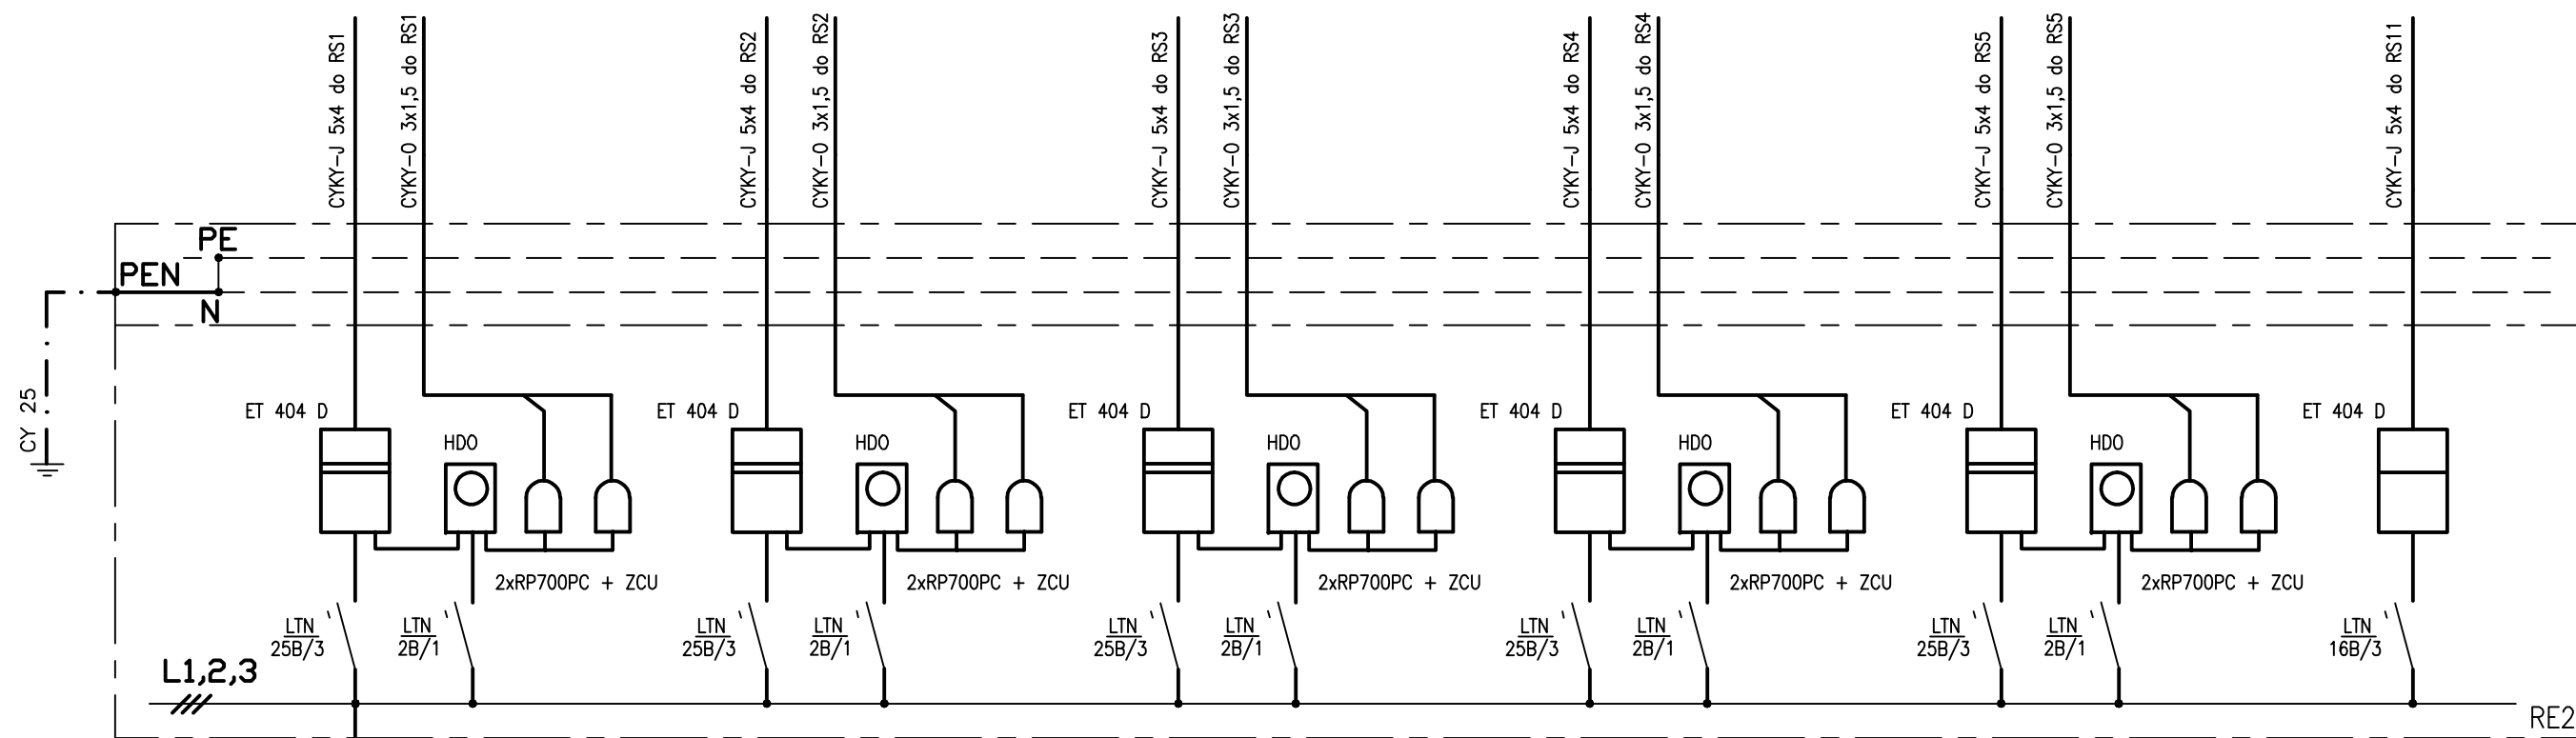 CYKY-J 5x4 do RS1
CYKY-O 3x1,5 do RS1
CYKY-J 5x4 do RS2
CYKY-O 3x1,5 do RS2
CYKY-J 5x4 do RS3
CYKY-O 3x1,5 do RS3
CYKY-J 5x4 do RS4
CYKY-O 3x1,5 do RS4
CYKY-J 5x4 do RS5
CYKY-O 3x1,5 do RS5
CYKY-J 5x4 do RS11
PE
PEN
N
CY 25
ET 404 D
HDO
ET 404 D
HDO
ET 404 D
HDO
ET 404 D
HDO
ET 404 D
HDO
ET 404 D
2xRP700PC + ZCU
2xRP700PC + ZCU
2xRP700PC + ZCU
2xRP700PC + ZCU
2xRP700PC + ZCU
LTN
25B/3
LTN
2B/1
LTN
25B/3
LTN
2B/1
LTN
25B/3
LTN
2B/1
LTN
25B/3
LTN
2B/1
LTN
25B/3
LTN
2B/1
LTN
16B/3
L1,2,3
RE2